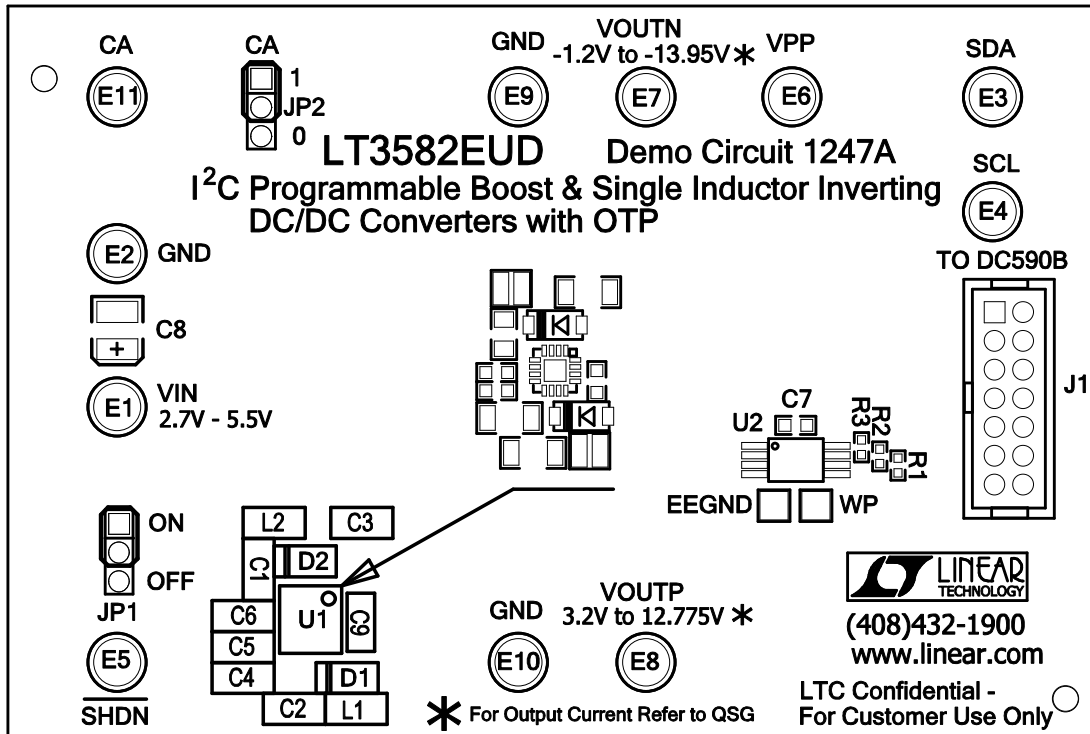 CA
CA
GND
VOUTN
-1.2V to -13.95V *
VPP
SDA
E11
1
JP2
0
E9
E7
E6
E3
LT3582EUD Demo Circuit 1247A
I²C Programmable Boost & Single Inductor Inverting
DC/DC Converters with OTP
SCL
E4
E2 GND
TO DC590B
C8
+
E1
VIN
2.7V - 5.5V
J1
C7
U2
R3
R2
R1
EEGND
WP
ON
OFF
JP1
E5
SHDN
L2
C3
C1
D2
U1
C9
C6
C5
C4
D1
C2
L1
GND
VOUTP
3.2V to 12.775V *
E10
E8
* For Output Current Refer to QSG
LINEAR
TECHNOLOGY
(408)432-1900
www.linear.com
LTC Confidential -
For Customer Use Only